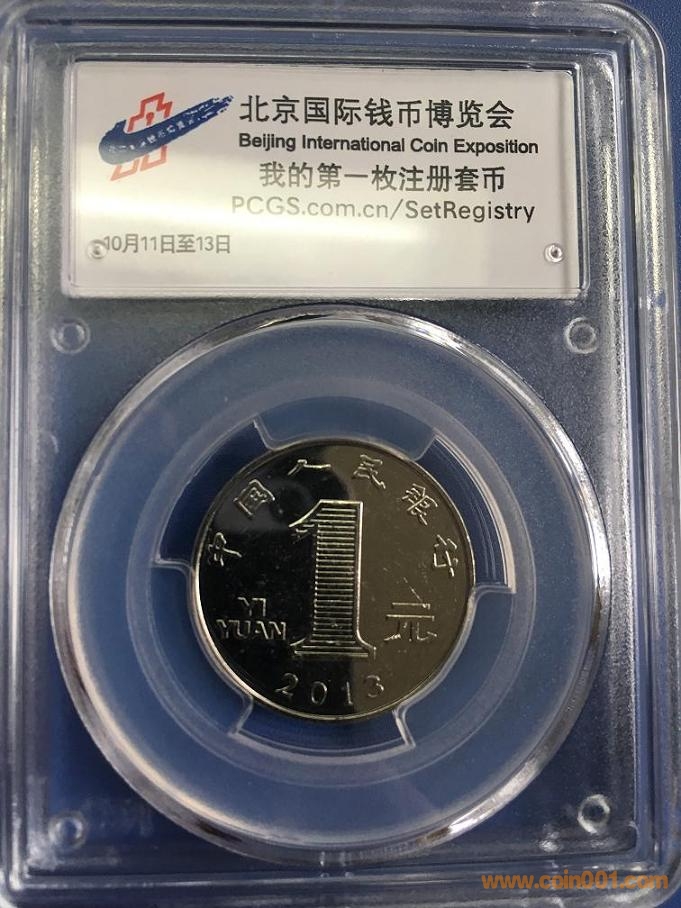 北京国际钱币博览会
Beijing International Coin Exposition
我的第一枚注册套币
PCGS.com.cn/SetRegistry
10月11日至13日
中国人民银行
1
YI
YUAN
元
2013
www.coin001.com